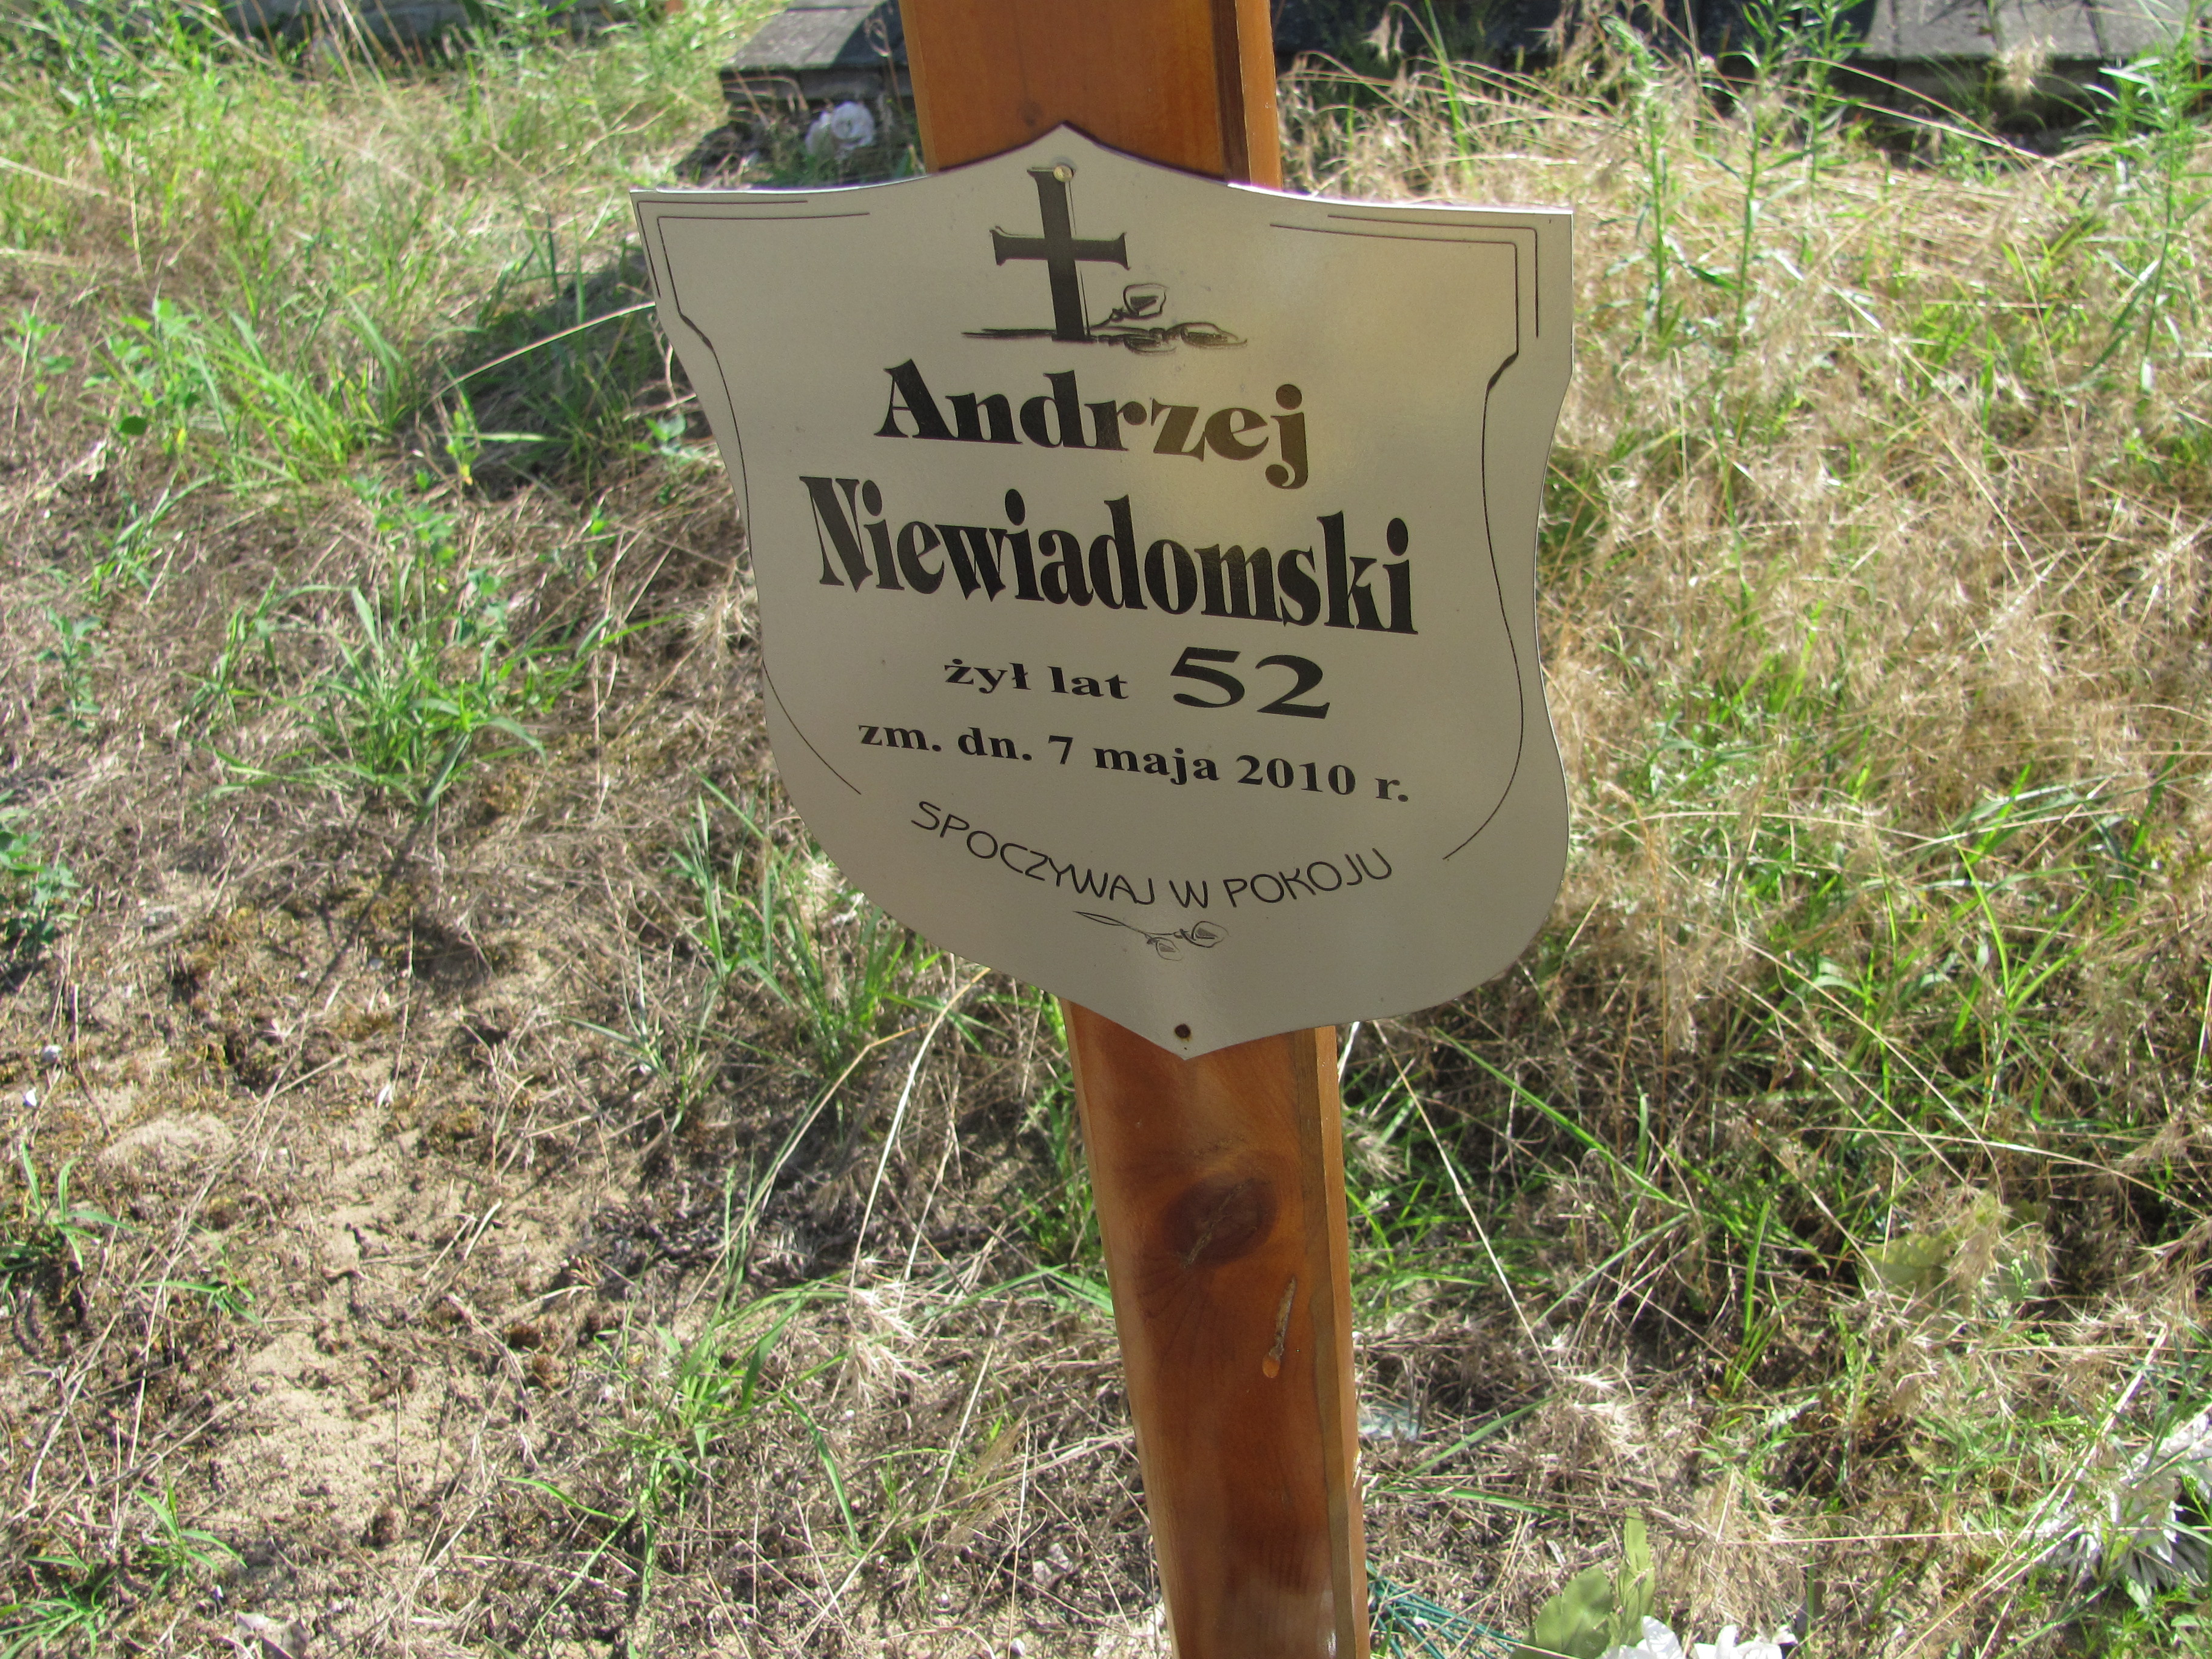 Andrzej
Niewiadomski
żył lat 52
zm. dn. 7 maja 2010 r.
SPOCZYWAJ W POKOJU